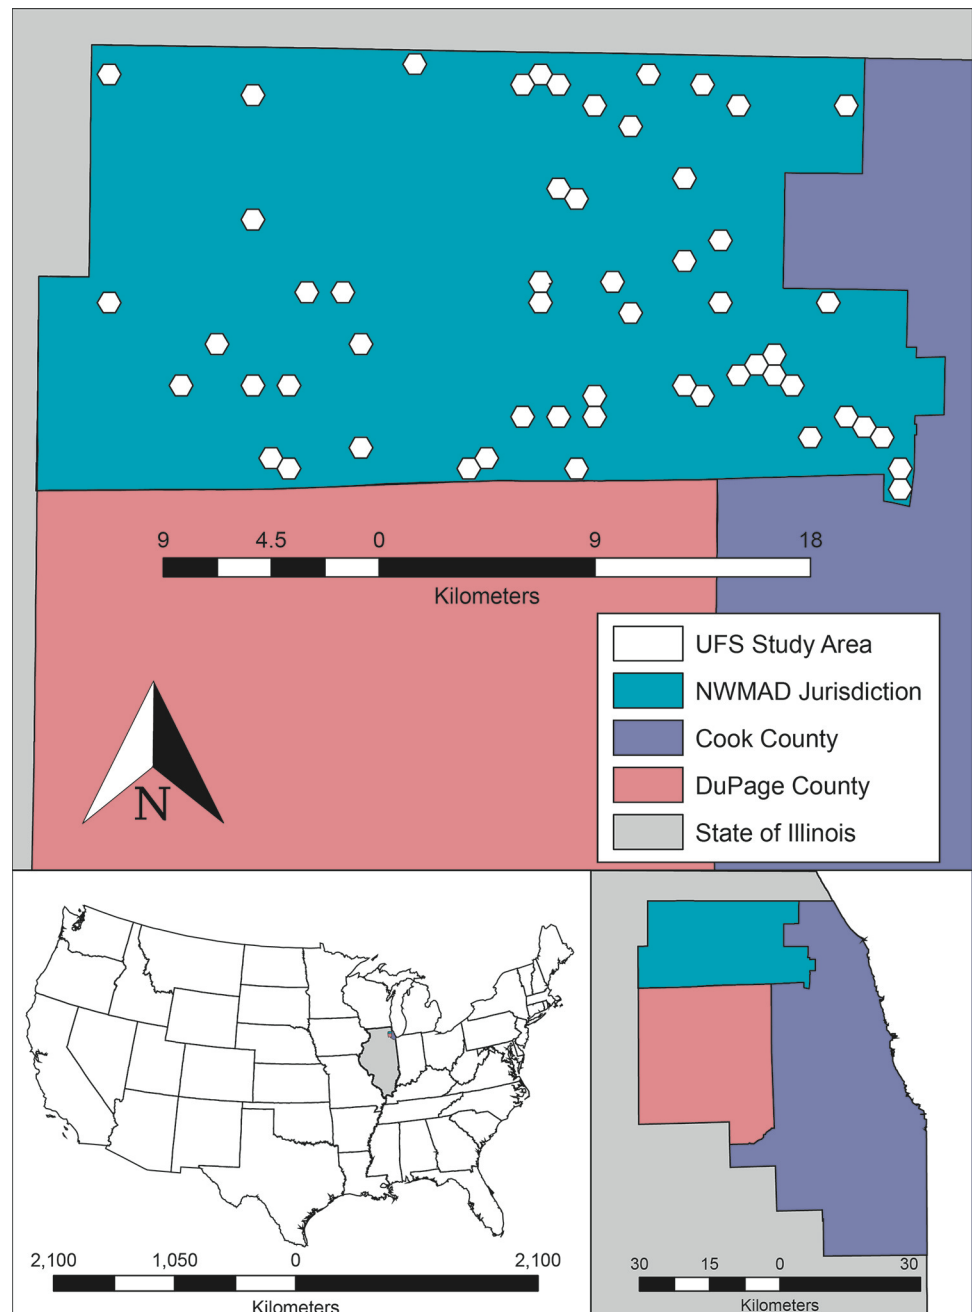 9 4.5 0 9 18
Kilometers
UFS Study Area
NWMAD Jurisdiction
Cook County
DuPage County
State of Illinois
N
2,100 1,050 0 2,100
Kilometers
30 15 0 30
Kilometers